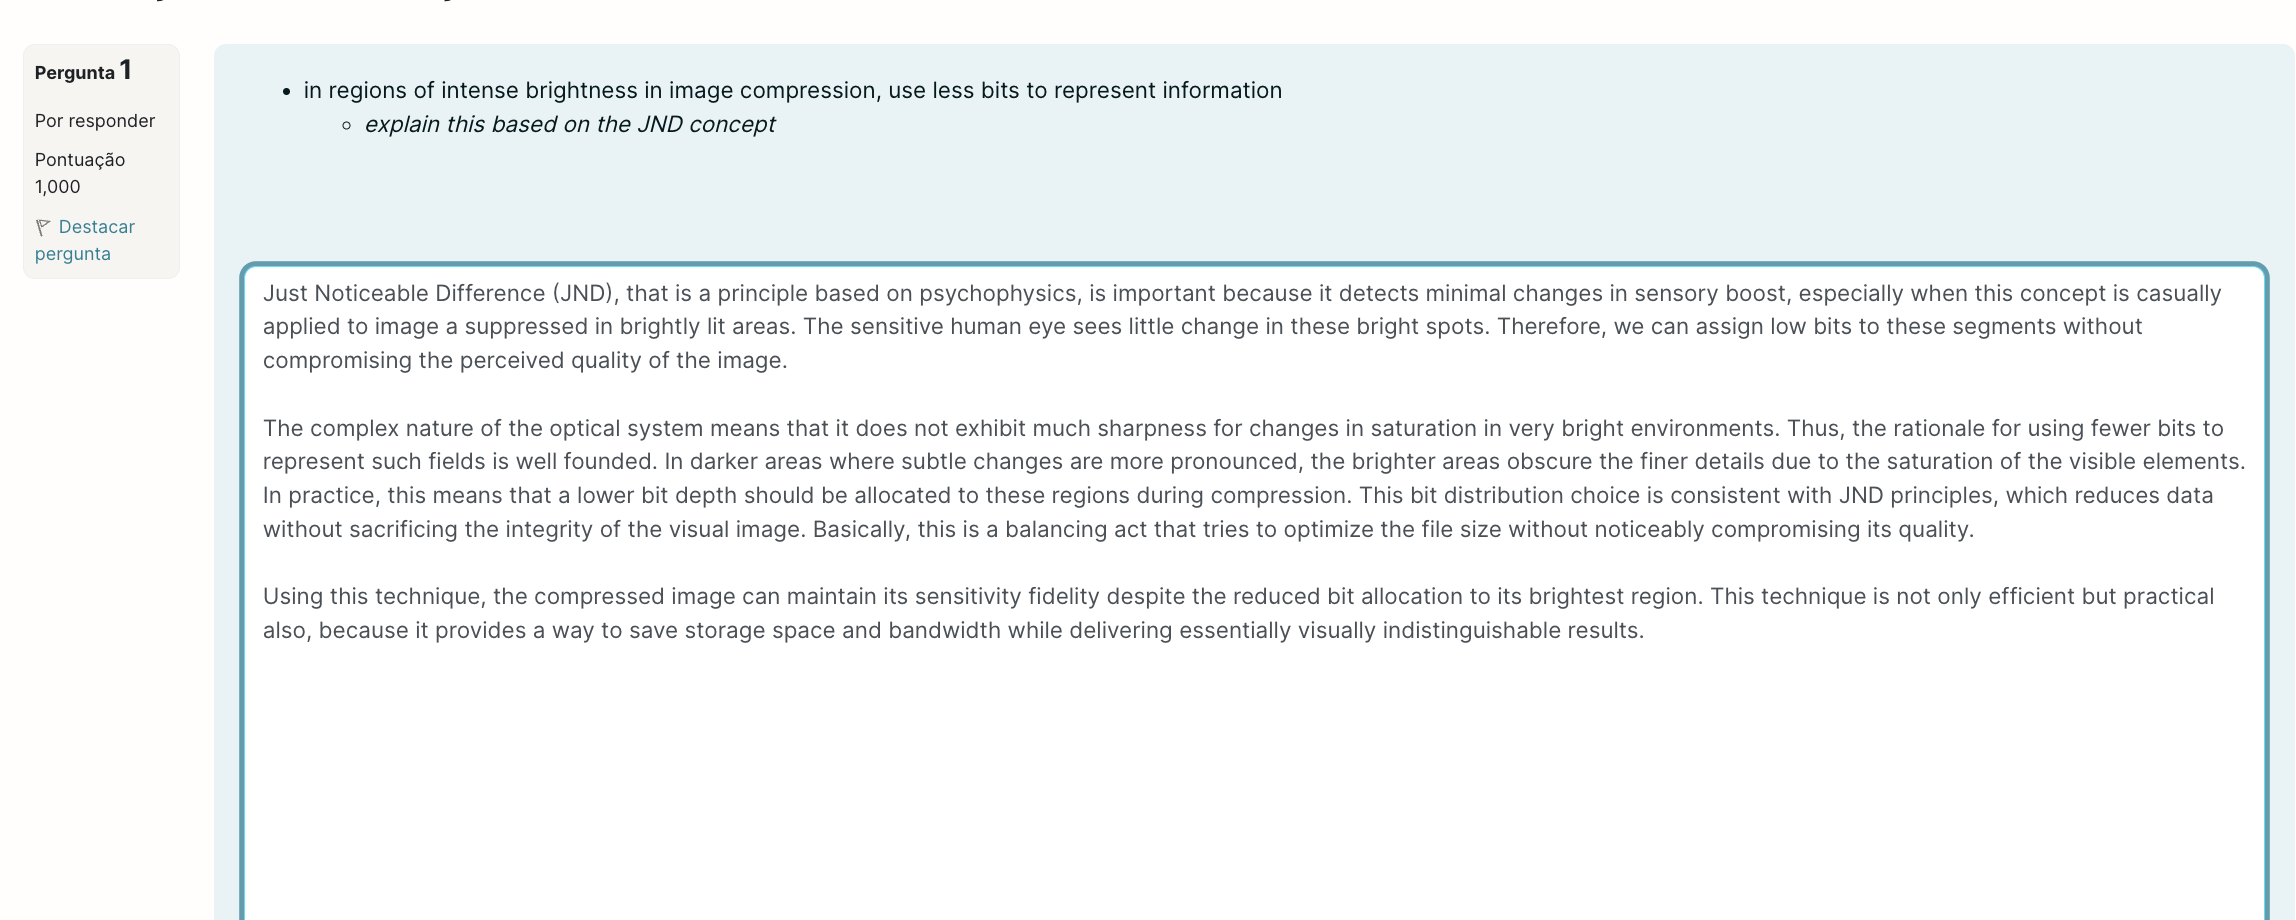 Pergunta 1
Por responder
Pontuação
1,000
Destacar
pergunta
in regions of intense brightness in image compression, use less bits to represent information
explain this based on the JND concept
Just Noticeable Difference (JND), that is a principle based on psychophysics, is important because it detects minimal changes in sensory boost, especially when this concept is casually
applied to image a suppressed in brightly lit areas. The sensitive human eye sees little change in these bright spots. Therefore, we can assign low bits to these segments without
compromising the perceived quality of the image.
The complex nature of the optical system means that it does not exhibit much sharpness for changes in saturation in very bright environments. Thus, the rationale for using fewer bits to
represent such fields is well founded. In darker areas where subtle changes are more pronounced, the brighter areas obscure the finer details due to the saturation of the visible elements.
In practice, this means that a lower bit depth should be allocated to these regions during compression. This bit distribution choice is consistent with JND principles, which reduces data
without sacrificing the integrity of the visual image. Basically, this is a balancing act that tries to optimize the file size without noticeably compromising its quality.
Using this technique, the compressed image can maintain its sensitivity fidelity despite the reduced bit allocation to its brightest region. This technique is not only efficient but practical
also, because it provides a way to save storage space and bandwidth while delivering essentially visually indistinguishable results.